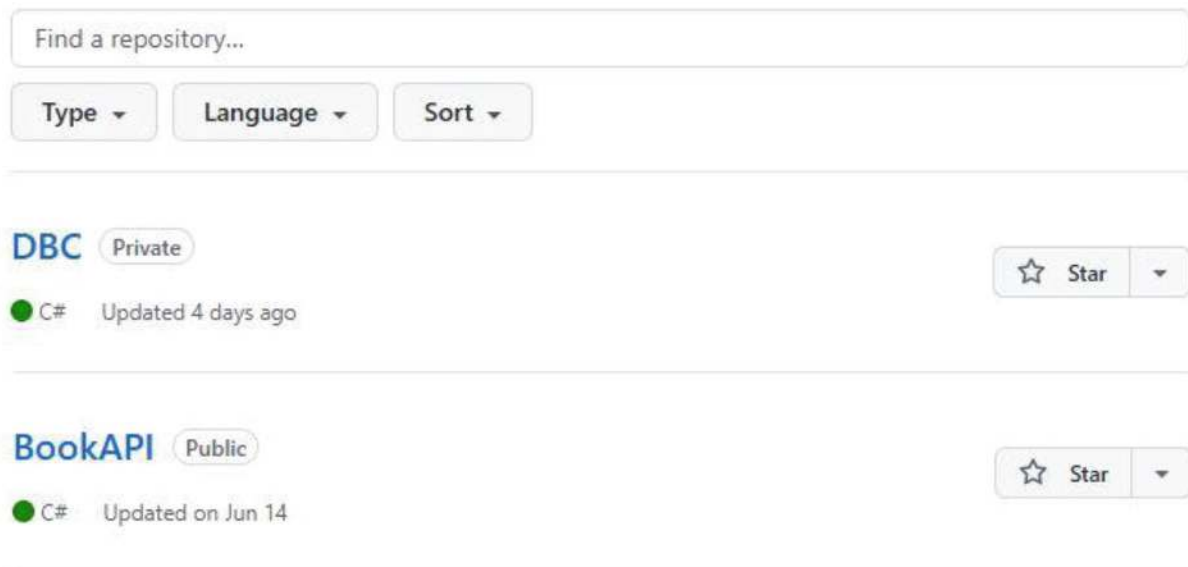 Find a repository...
Type Language Sort
DBC Private
Star
C# Updated 4 days ago
BookAPI Public
Star
C# Updated on Jun 14